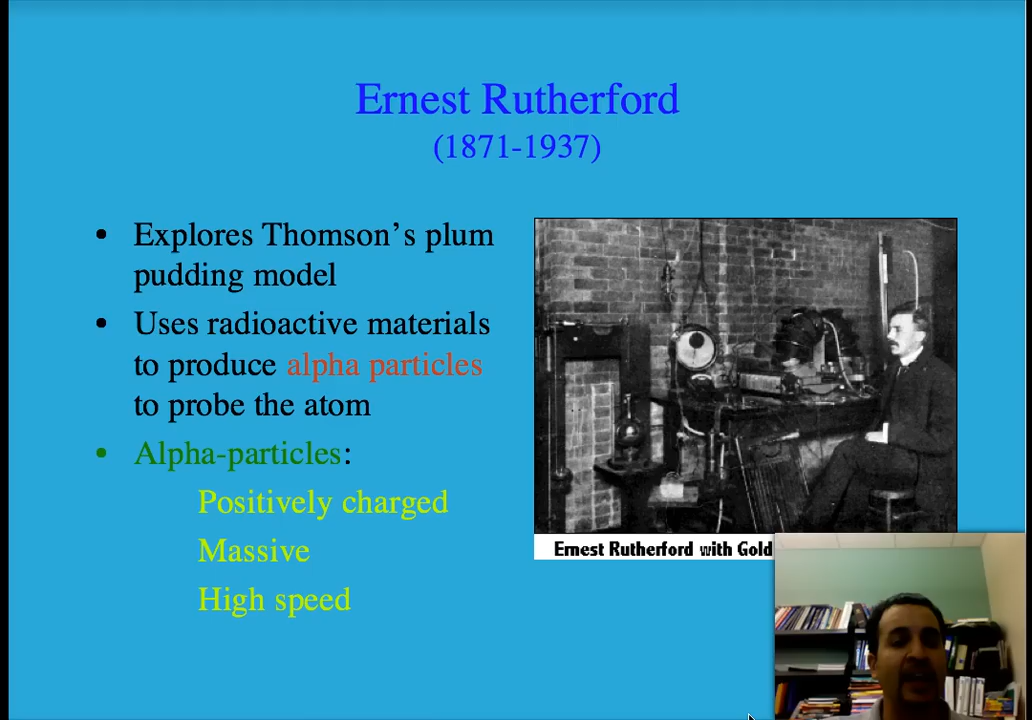 Ernest Rutherford
(1871-1937)
• Explores Thomson’s plum
pudding model
• Uses radioactive materials
to produce alpha particles
to probe the atom
• Alpha-particles:
Positively charged
Massive
High speed
Ernest Rutherford with Gold